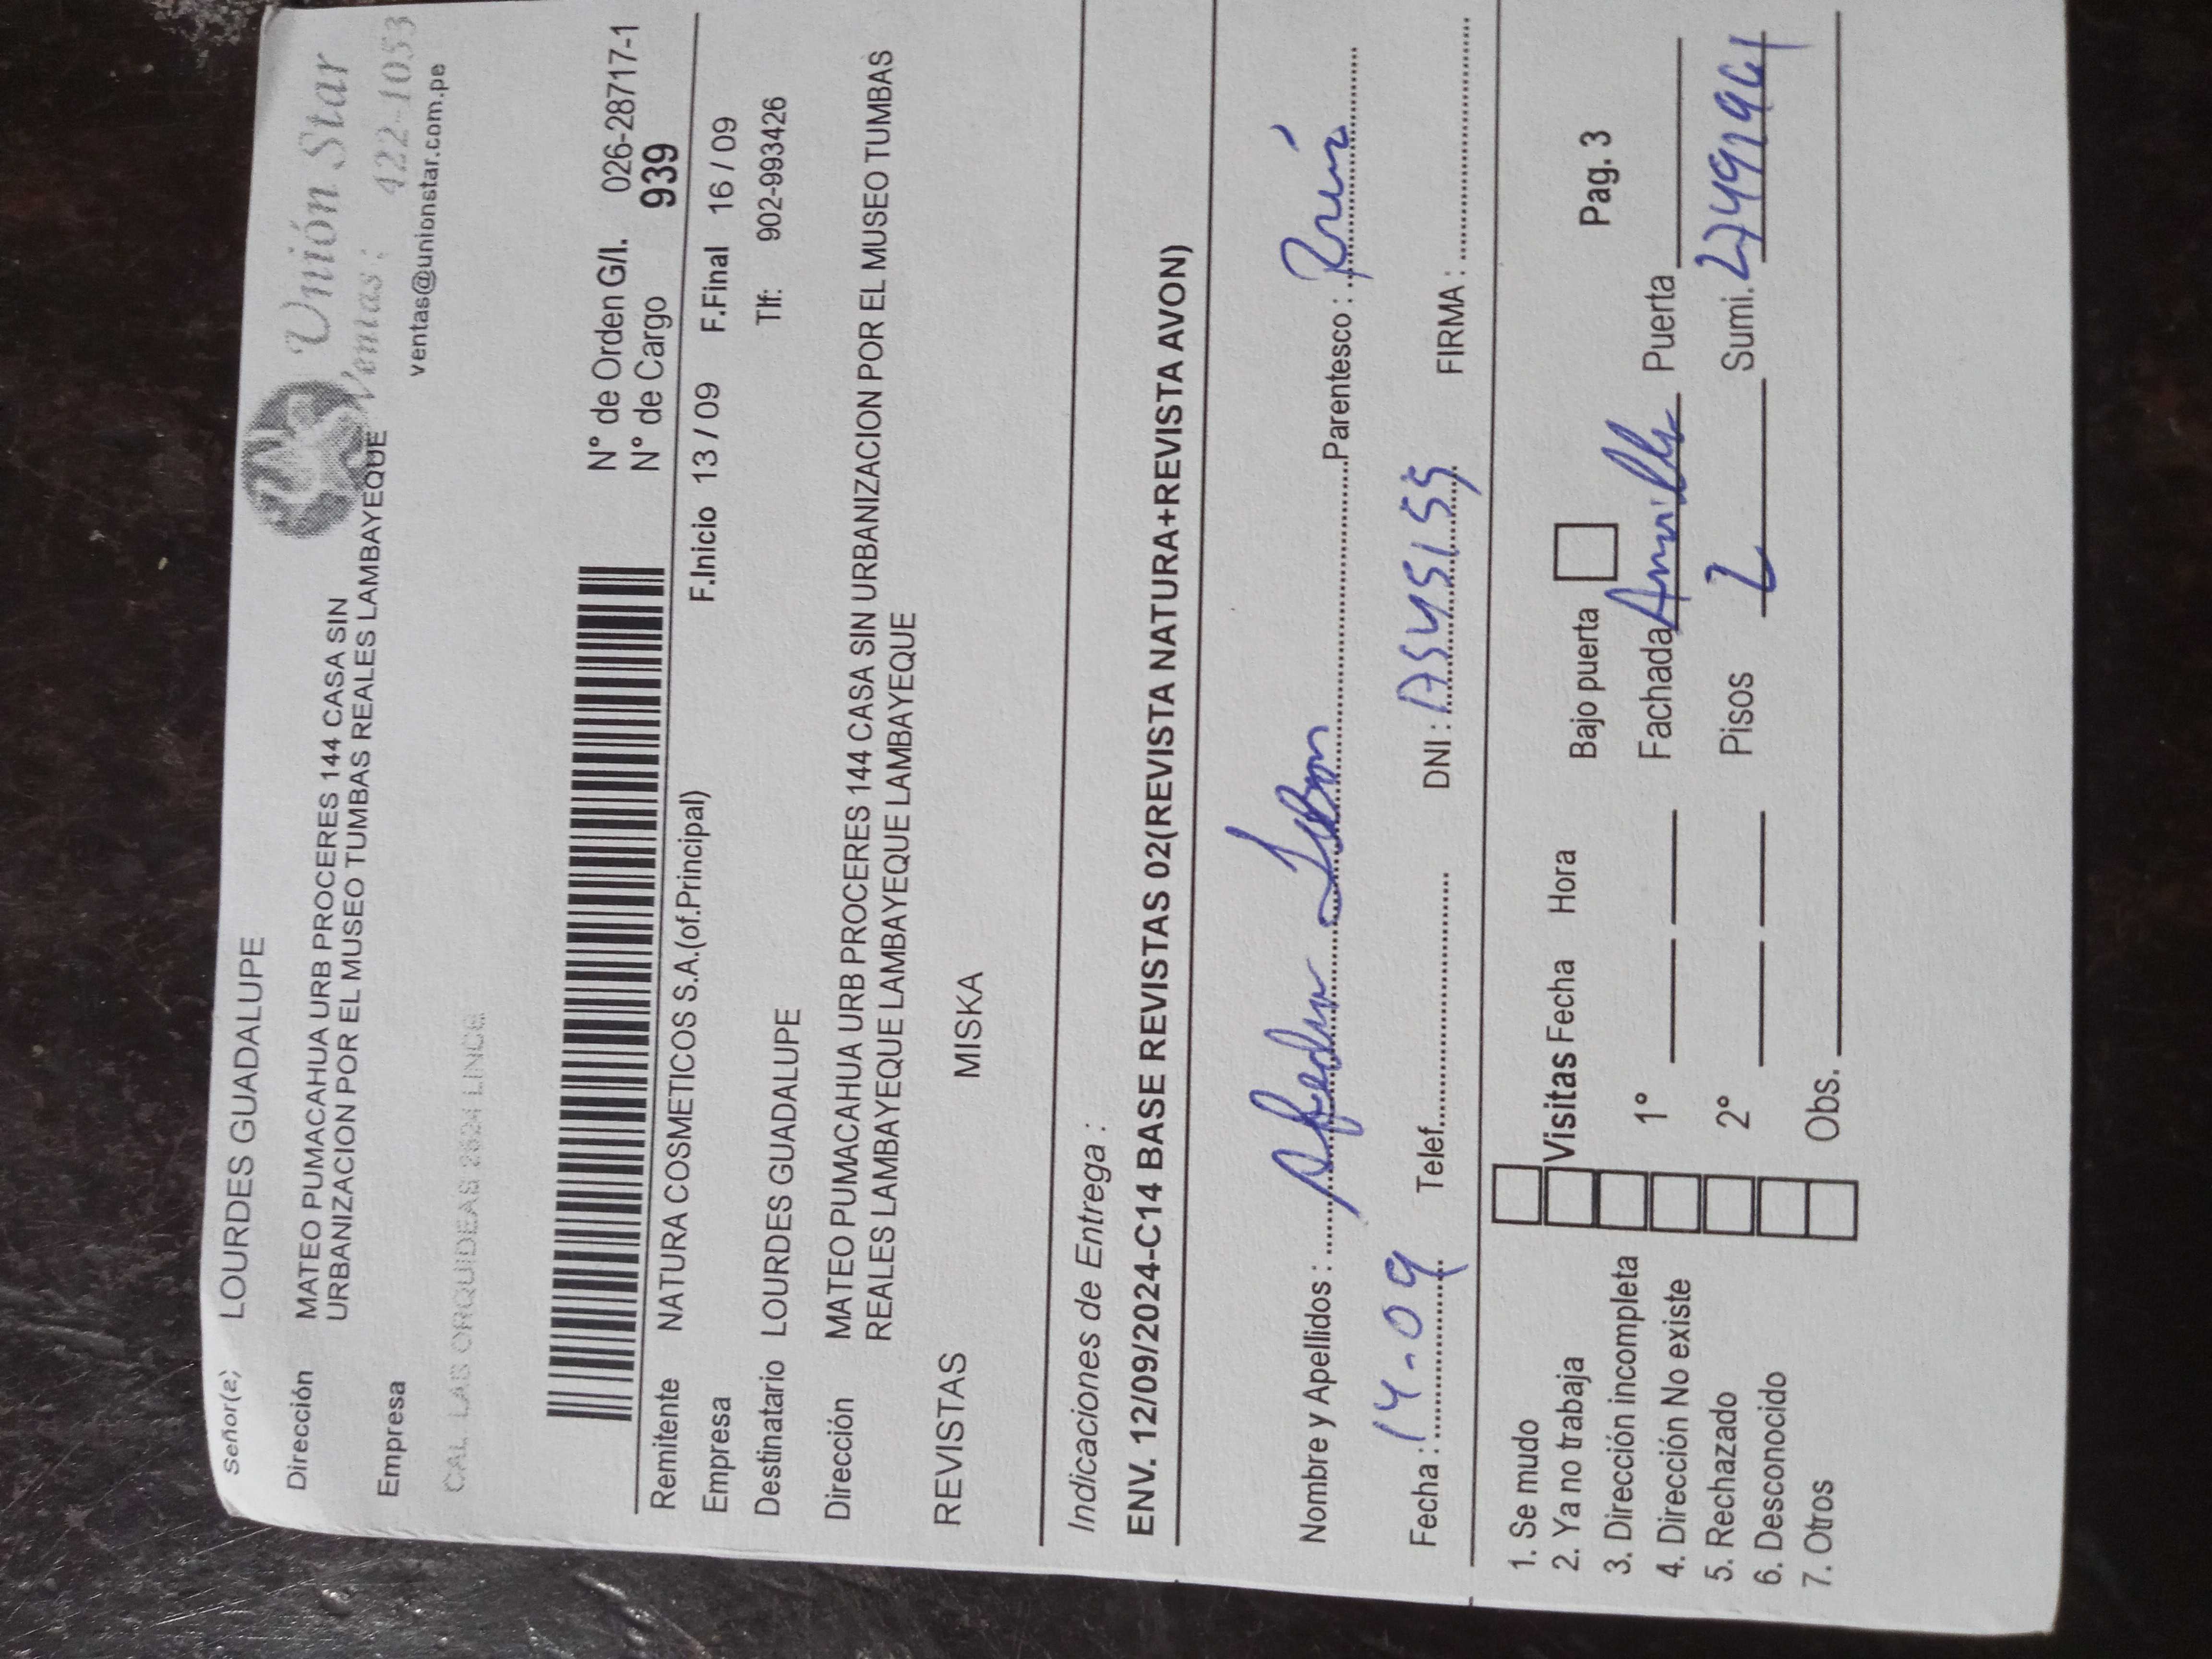 Señor(e) LOURDES GUADALUPE
Unión Star
Ventas : 422-1053
ventas@unionstar.com.pe
Dirección MATEO PUMACAHUA URB PROCERES 144 CASA SIN
URBANIZACION POR EL MUSEO TUMBAS REALES LAMBAYEQUE
Empresa
CAL. LAS ORQUIDEAS LINCE
N° de Orden G/I. 026-28717-1
N° de Cargo 939
Remitente NATURA COSMETICOS S.A.(of.Principal)
F.Inicio 13 / 09 F.Final 16 / 09
Empresa
Destinatario LOURDES GUADALUPE
Tlf: 902-993426
Dirección MATEO PUMACAHUA URB PROCERES 144 CASA SIN URBANIZACION POR EL MUSEO TUMBAS
REALES LAMBAYEQUE LAMBAYEQUE LAMBAYEQUE
REVISTAS MISKA
Indicaciones de Entrega :
ENV. 12/09/2024-C14 BASE REVISTAS 02(REVISTA NATURA+REVISTA AVON)
Nombre y Apellidos : Parentesco :
Fecha : 14-09 Telef. DNI : FIRMA :
1. Se mudo
2. Ya no trabaja
3. Dirección incompleta
4. Dirección No existe
5. Rechazado
6. Desconocido
7. Otros
Visitas Fecha Hora
1°
2°
Obs.
Bajo puerta
Pag. 3
Fachada Puerta
Pisos 2 Sumi.